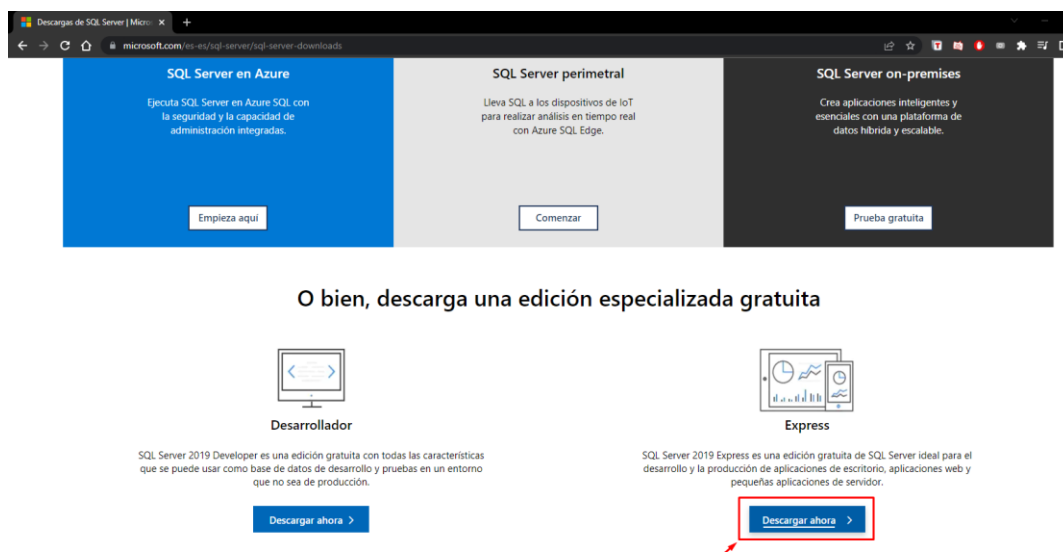 Descargas de SQL Server | Micro
microsoft.com/es-es/sql-server/sql-server-downloads
SQL Server en Azure
Ejecuta SQL Server en Azure SQL con
la seguridad y la capacidad de
administración integradas.
Empieza aquí
SQL Server perimetral
Lleva SQL a los dispositivos de IoT
para realizar análisis en tiempo real
con Azure SQL Edge.
Comenzar
SQL Server on-premises
Crea aplicaciones inteligentes y
esenciales con una plataforma de
datos híbrida y escalable.
Prueba gratuita
O bien, descarga una edición especializada gratuita
Desarrollador
SQL Server 2019 Developer es una edición gratuita con todas las características
que se puede usar como base de datos de desarrollo y pruebas en un entorno
que no sea de producción.
Descargar ahora
Express
SQL Server 2019 Express es una edición gratuita de SQL Server ideal para el
desarrollo y la producción de aplicaciones de escritorio, aplicaciones web y
pequeñas aplicaciones de servidor.
Descargar ahora